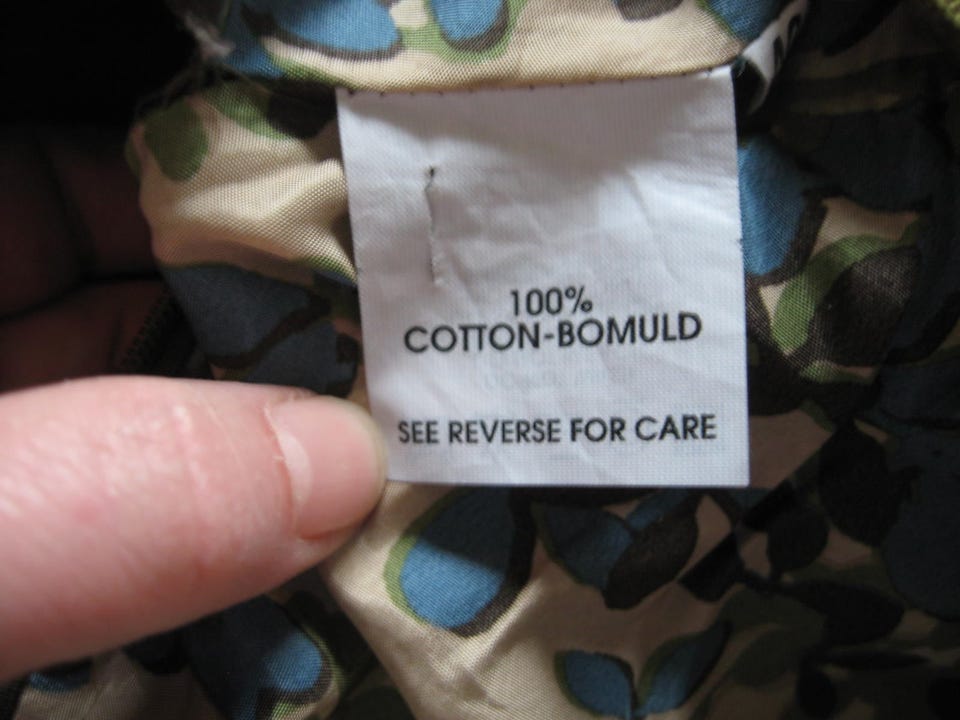 100%
COTTON-BOMULD
SEE REVERSE FOR CARE